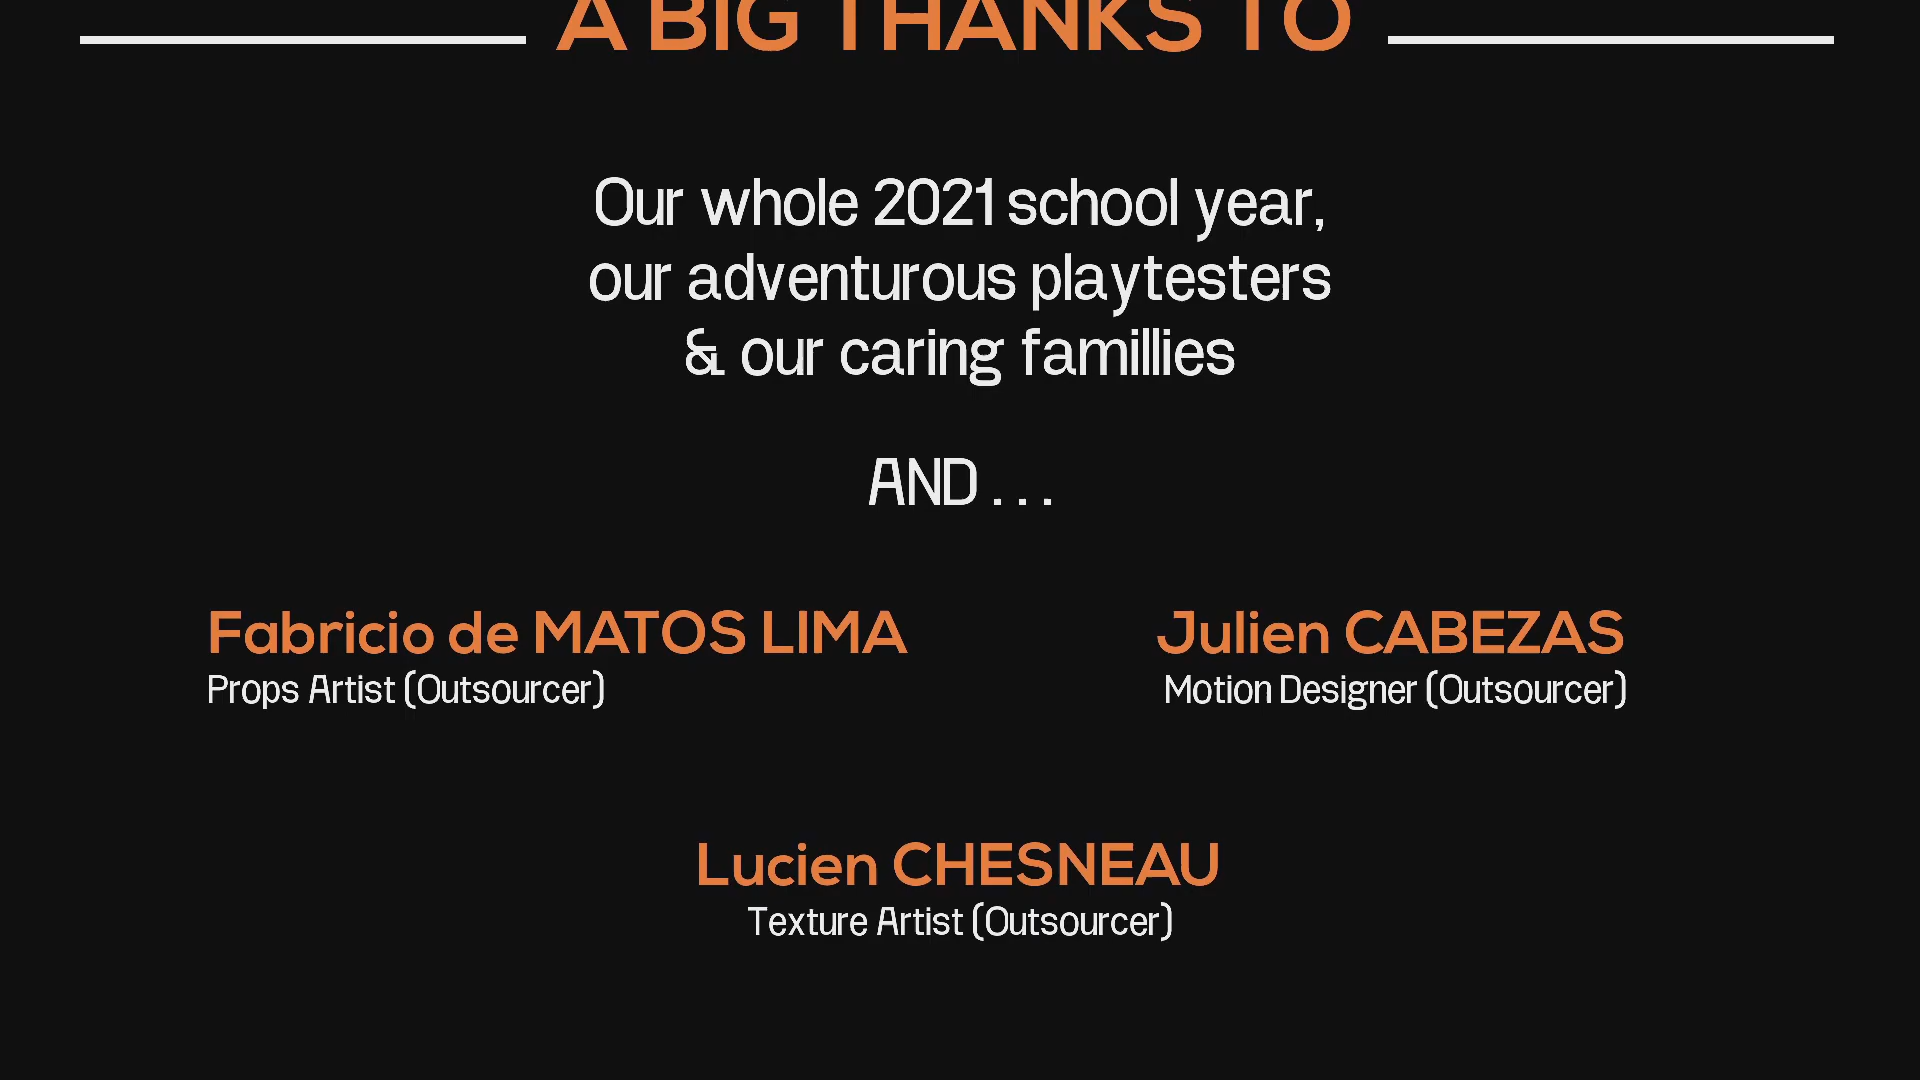 A BIG THANKS TO
Our whole 2021 school year,
our adventurous playtesters
& our caring famillies
AND . . .
Fabricio de MATOS LIMA
Props Artist (Outsourcer)
Julien CABEZAS
Motion Designer (Outsourcer)
Lucien CHESNEAU
Texture Artist (Outsourcer)